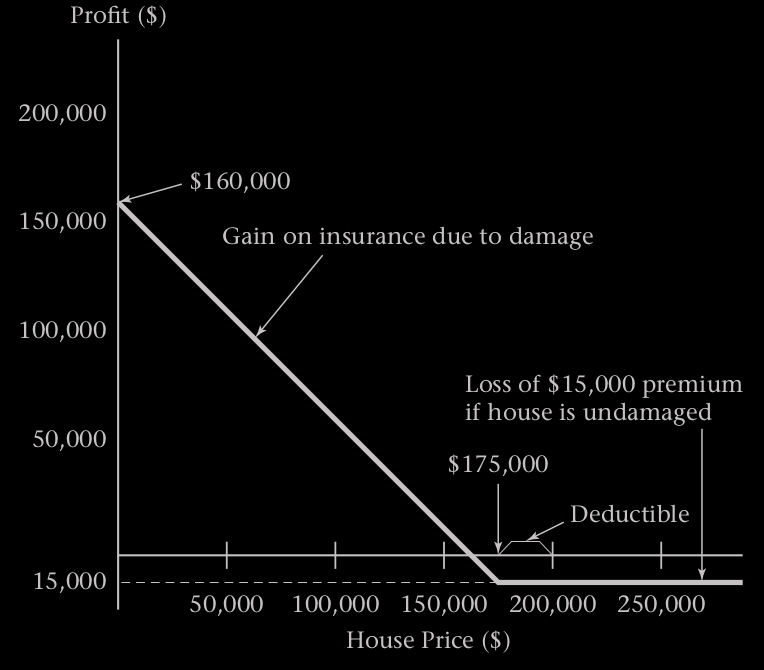 Profit ($)
200,000
$160,000
150,000
Gain on insurance due to damage
100,000
Loss of $15,000 premium
if house is undamaged
50,000
$175,000
Deductible
15,000
50,000 100,000 150,000 200,000 250,000
House Price ($)